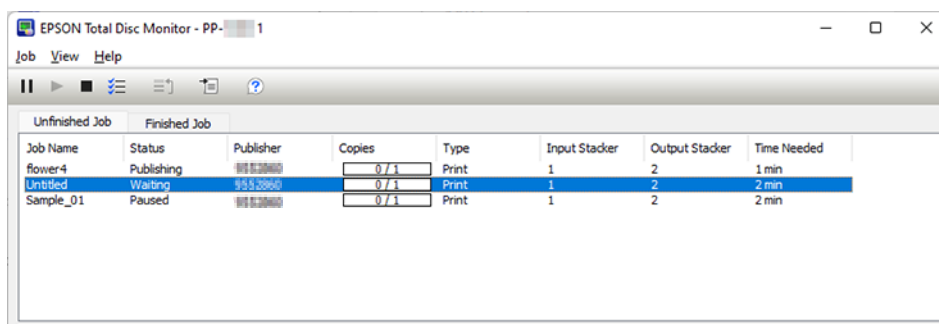 EPSON Total Disc Monitor - PP- 1
Job View Help
Unfinished Job Finished Job
Job Name Status Publisher Copies Type Input Stacker Output Stacker Time Needed
flower4 Publishing 0 / 1 Print 1 2 1 min
Untitled Waiting 0 / 1 Print 1 2 2 min
Sample_01 Paused 0 / 1 Print 1 2 2 min